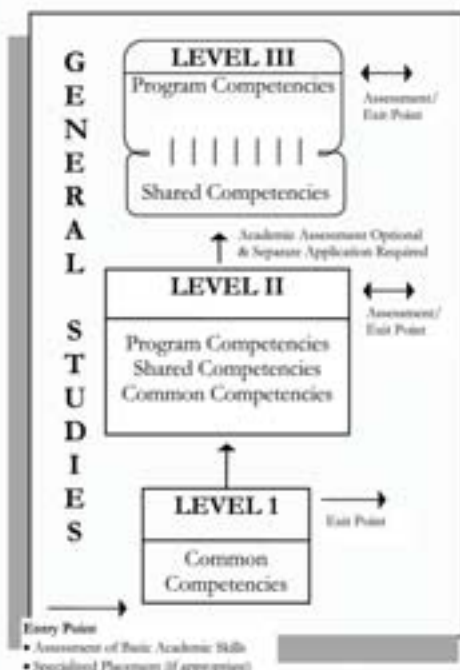 GENERAL STUDIES
LEVEL III
Program Competencies
Shared Competencies
Assessment/
Exit Point
Academic Assessment Optional
& Separate Application Required
LEVEL II
Program Competencies
Shared Competencies
Common Competencies
Assessment/
Exit Point
LEVEL 1
Common
Competencies
Exit Point
Entry Point
• Assessment of Basic Academic Skills
• Specialized Placement (if appropriate)